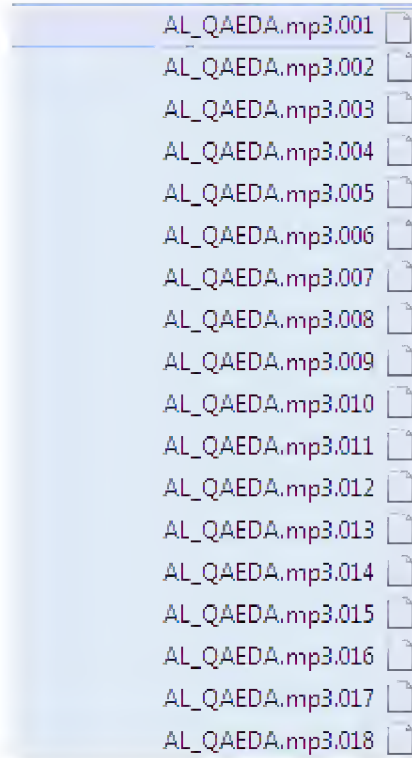 AL_QAEDA.mp3.001
AL_QAEDA.mp3.002
AL_QAEDA.mp3.003
AL_QAEDA.mp3.004
AL_QAEDA.mp3.005
AL_QAEDA.mp3.006
AL_QAEDA.mp3.007
AL_QAEDA.mp3.008
AL_QAEDA.mp3.009
AL_QAEDA.mp3.010
AL_QAEDA.mp3.011
AL_QAEDA.mp3.012
AL_QAEDA.mp3.013
AL_QAEDA.mp3.014
AL_QAEDA.mp3.015
AL_QAEDA.mp3.016
AL_QAEDA.mp3.017
AL_QAEDA.mp3.018